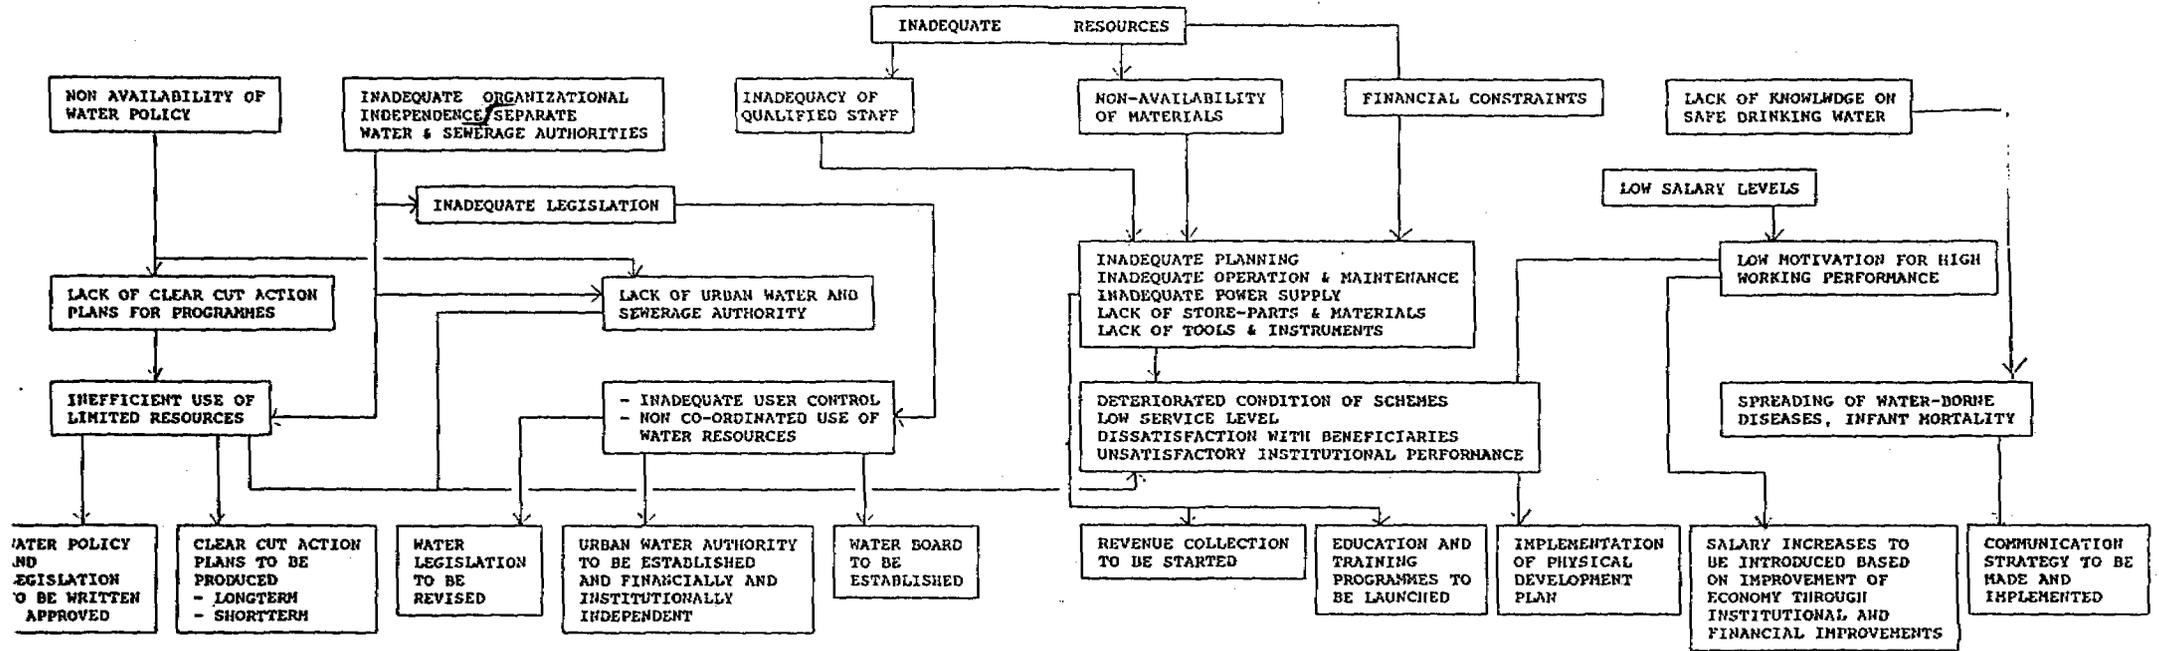 INADEQUATE RESOURCES
NON AVAILABILITY OF
WATER POLICY
INADEQUATE ORGANIZATIONAL
INDEPENDENCE/SEPARATE
WATER & SEWERAGE AUTHORITIES
INADEQUACY OF
QUALIFIED STAFF
NON-AVAILABILITY
OF MATERIALS
FINANCIAL CONSTRAINTS
LACK OF KNOWLWDGE ON
SAFE DRINKING WATER
LOW SALARY LEVELS
INADEQUATE LEGISLATION
LACK OF CLEAR CUT ACTION
PLANS FOR PROGRAMMES
LACK OF URBAN WATER AND
SEWERAGE AUTHORITY
INADEQUATE PLANNING
INADEQUATE OPERATION & MAINTENANCE
INADEQUATE POWER SUPPLY
LACK OF STORE-PARTS & MATERIALS
LACK OF TOOLS & INSTRUMENTS
LOW MOTIVATION FOR HIGH
WORKING PERFORMANCE
INEFFICIENT USE OF
LIMITED RESOURCES
- INADEQUATE USER CONTROL
- NON CO-ORDINATED USE OF
WATER RESOURCES
DETERIORATED CONDITION OF SCHEMES
LOW SERVICE LEVEL
DISSATISFACTION WITH BENEFICIARIES
UNSATISFACTORY INSTITUTIONAL PERFORMANCE
SPREADING OF WATER-BORNE
DISEASES, INFANT MORTALITY
ATER POLICY
ND
EGISLATION
O BE WRITTEN
APPROVED
CLEAR CUT ACTION
PLANS TO BE
PRODUCED
- LONGTERM
- SHORTTERM
WATER
LEGISLATION
TO BE
REVISED
URBAN WATER AUTHORITY
TO BE ESTABLISHED
AND FINANCIALLY AND
INSTITUTIONALLY
INDEPENDENT
WATER BOARD
TO BE
ESTABLISHED
REVENUE COLLECTION
TO BE STARTED
EDUCATION AND
TRAINING
PROGRAMMES TO
BE LAUNCHED
IMPLEMENTATION
OF PHYSICAL
DEVELOPMENT
PLAN
SALARY INCREASES TO
BE INTRODUCED BASED
ON IMPROVEMENT OF
ECONOMY THROUGH
INSTITUTIONAL AND
FINANCIAL IMPROVEMENTS
COMMUNICATION
STRATEGY TO BE
MADE AND
IMPLEMENTED